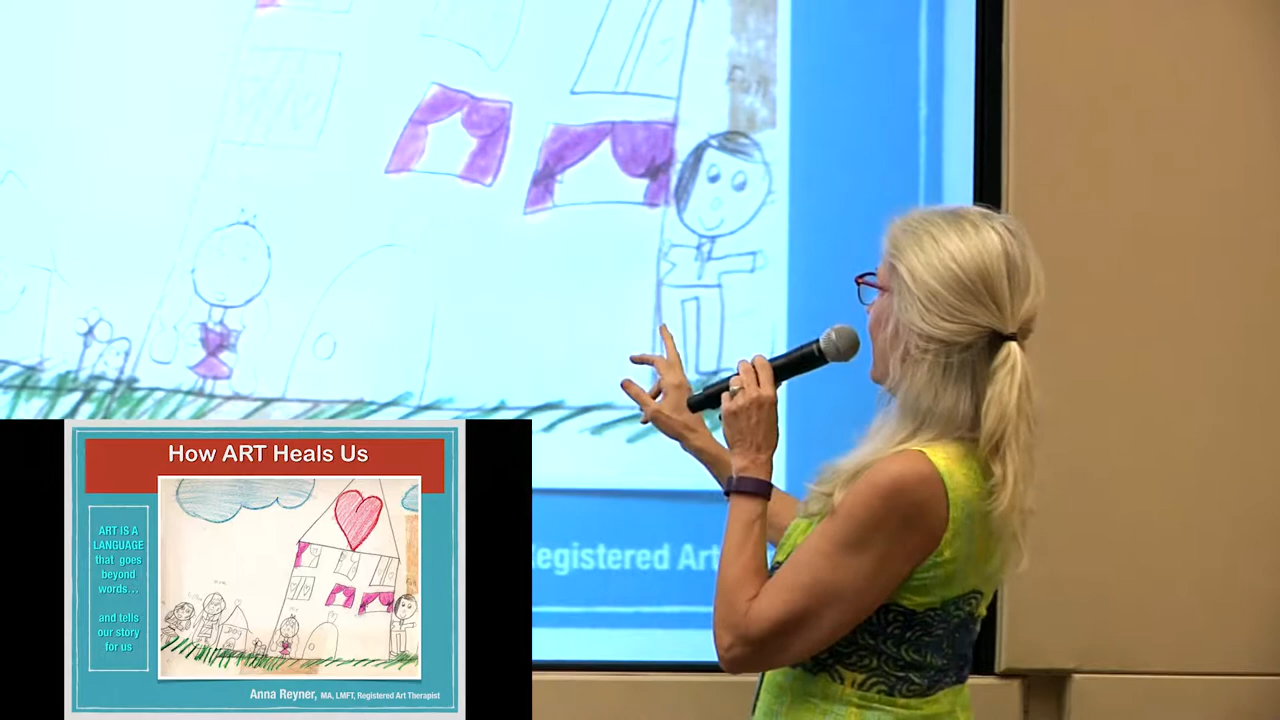 Registered Art
How ART Heals Us
ART IS A
LANGUAGE
that goes
beyond
words...
and tells
our story
for us
Anna Reyner, MA, LMFT, Registered Art Therapist